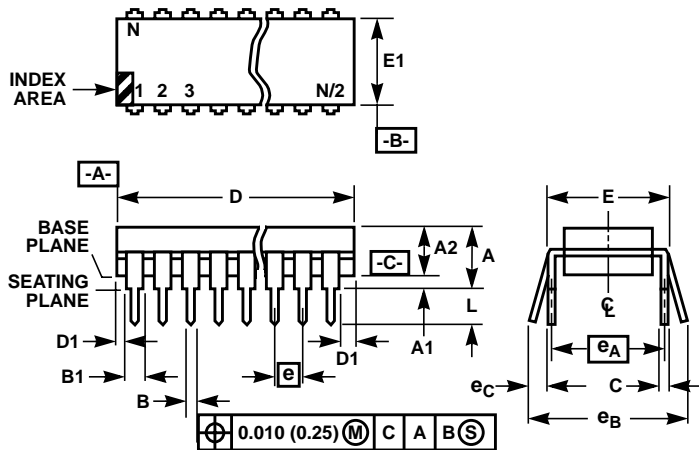 N
E1
INDEX
AREA
1 2 3 N/2
-B-
-A-
D
E
BASE
PLANE
A2
A
-C-
SEATING
PLANE
L
C
L
D1
A1
D1
eA
B1
e
eC
C
B
eB
0.010 (0.25) M C A B S